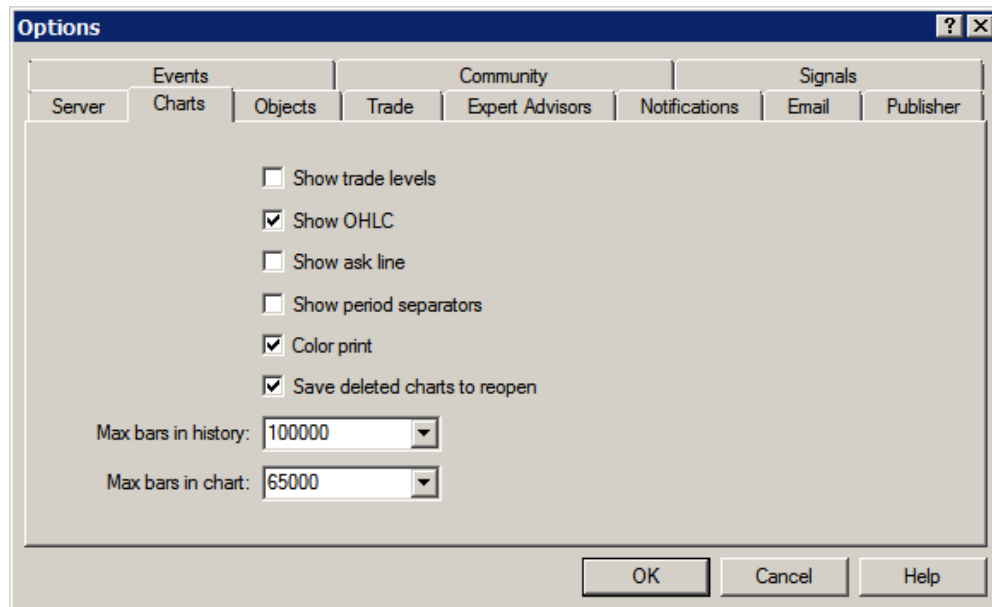 Options
Events Community Signals
Server Charts Objects Trade Expert Advisors Notifications Email Publisher
Show trade levels
Show OHLC
Show ask line
Show period separators
Color print
Save deleted charts to reopen
Max bars in history: 100000
Max bars in chart: 65000
OK Cancel Help